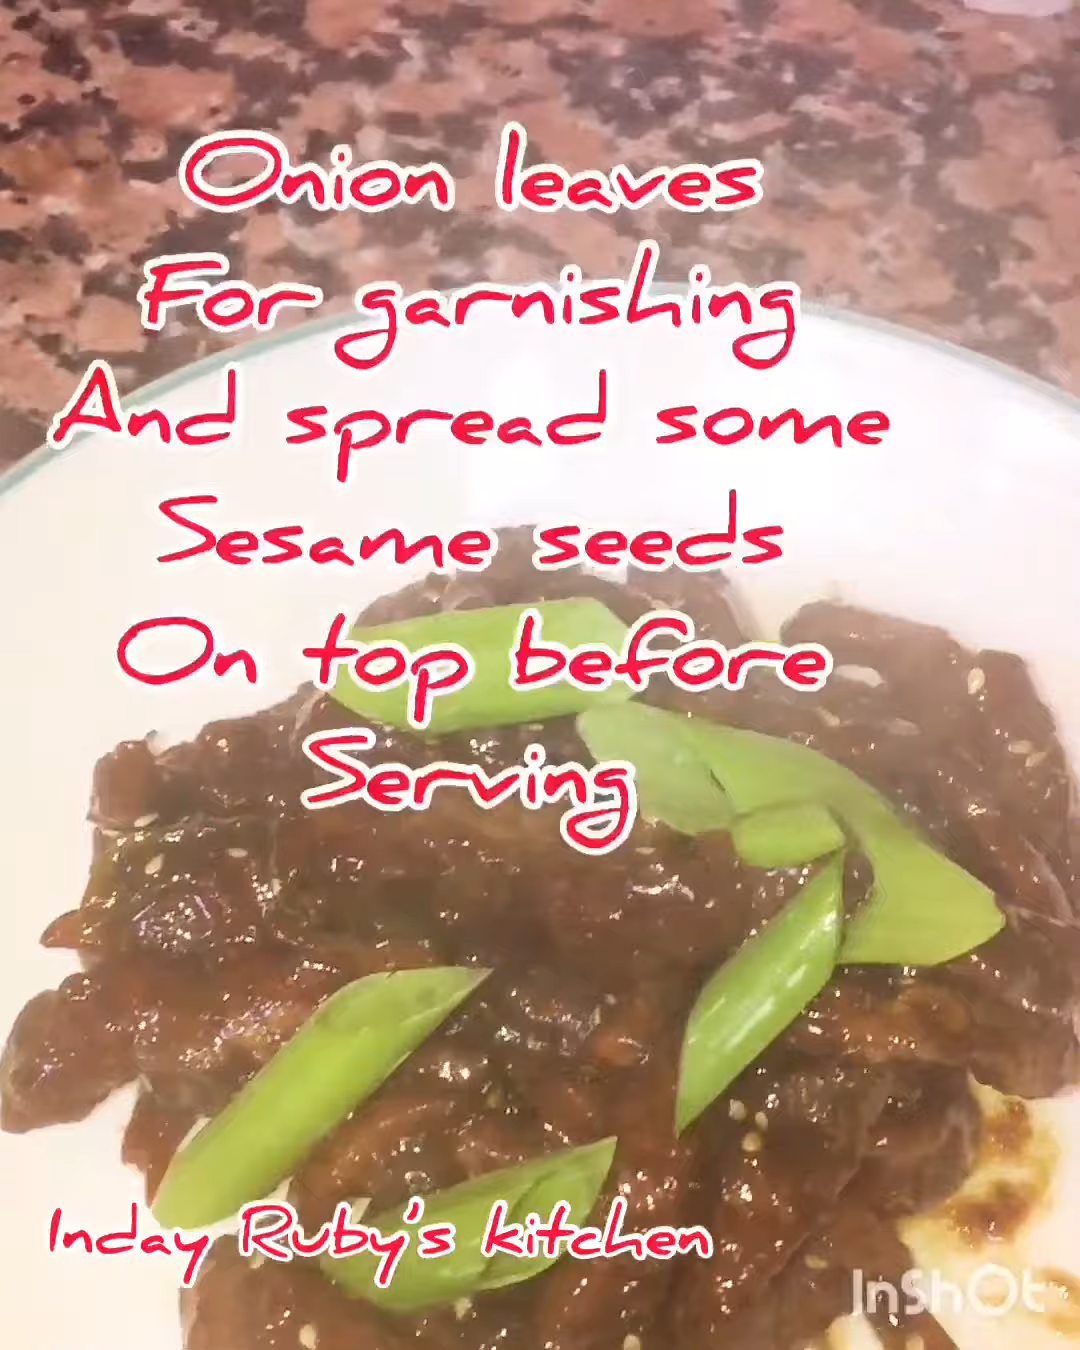 Onion leaves
For garnishing
And spread some
Sesame seeds
On top before
Serving
Inday Ruby's kitchen
InShOt